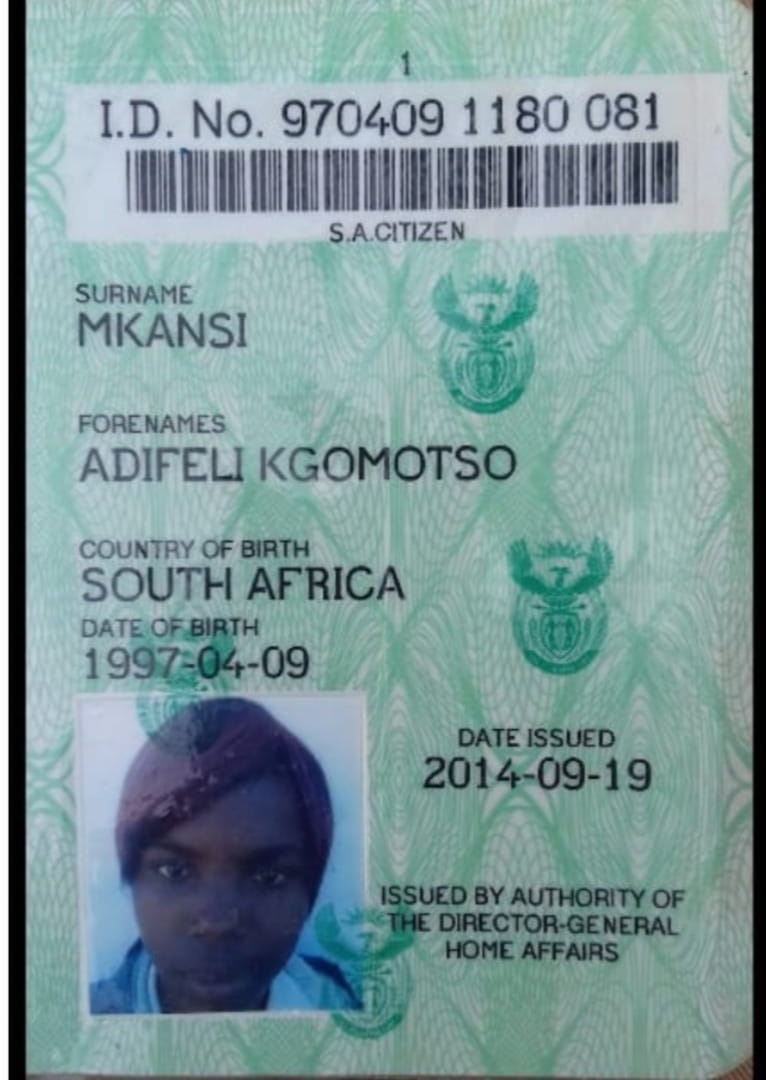 1
I.D. No. 970409 1180 081
S.A.CITIZEN
SURNAME
MKANSI
FORENAMES
ADIFELI KGOMOTSO
COUNTRY OF BIRTH
SOUTH AFRICA
DATE OF BIRTH
1997-04-09
DATE ISSUED
2014-09-19
ISSUED BY AUTHORITY OF
THE DIRECTOR-GENERAL
HOME AFFAIRS